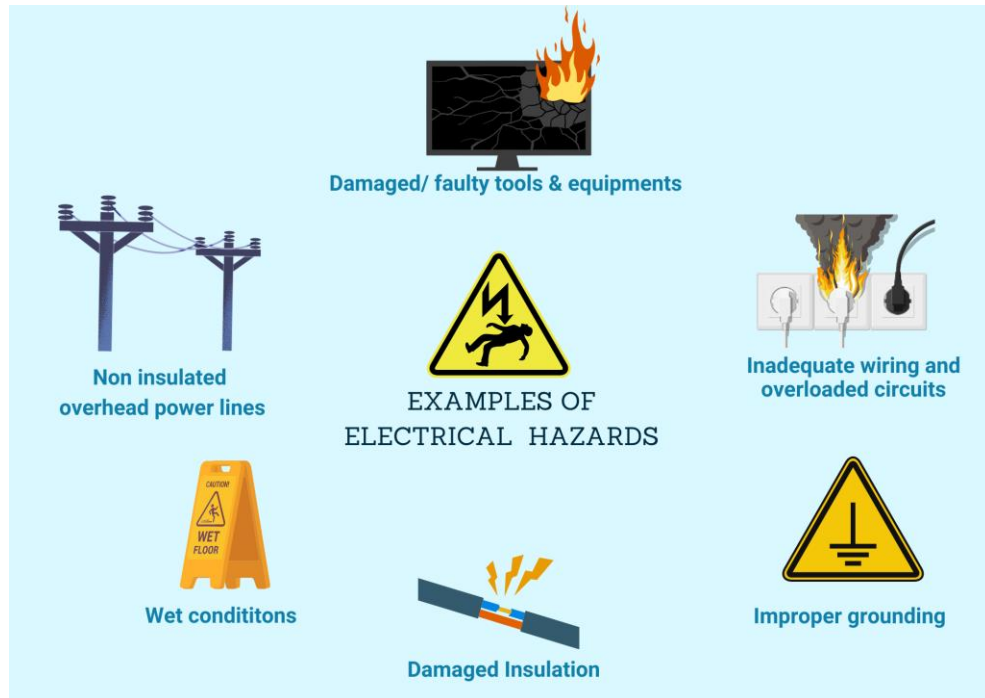 Damaged/ faulty tools & equipments
Non insulated
overhead power lines
Inadequate wiring and
overloaded circuits
EXAMPLES OF
ELECTRICAL HAZARDS
CAUTION!
WET
FLOOR
Wet condititons
Improper grounding
Damaged Insulation